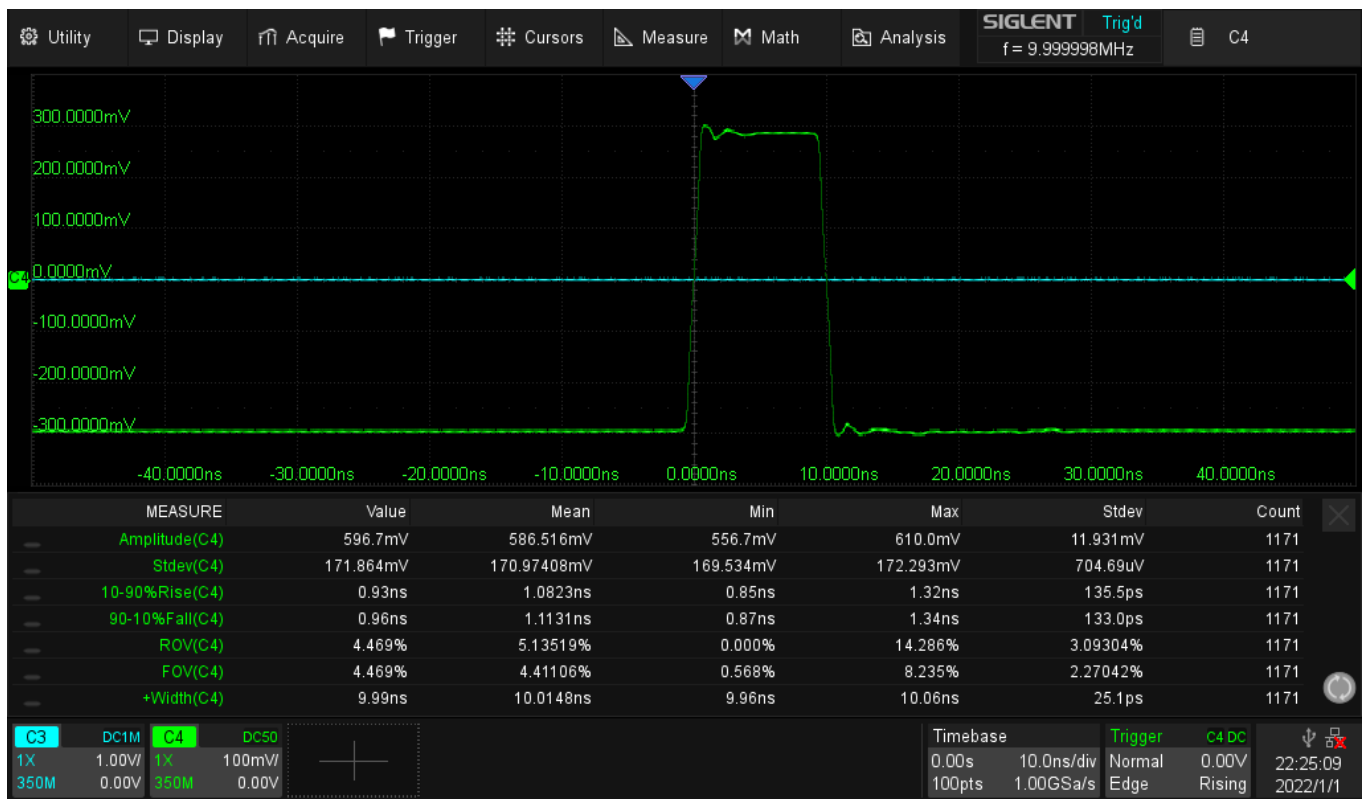 Utility Display Acquire Trigger Cursors Measure Math Analysis SIGLENT Trig'd C4
f = 9.999998MHz
300.0000mV
200.0000mV
100.0000mV
C4 0.0000mV
-100.0000mV
-200.0000mV
-300.0000mV
-40.0000ns -30.0000ns -20.0000ns -10.0000ns 0.0000ns 10.0000ns 20.0000ns 30.0000ns 40.0000ns
MEASURE Value Mean Min Max Stdev Count
Amplitude(C4) 596.7mV 586.516mV 556.7mV 610.0mV 11.931mV 1171
Stdev(C4) 171.864mV 170.97408mV 169.534mV 172.293mV 704.69uV 1171
10-90%Rise(C4) 0.93ns 1.0823ns 0.85ns 1.32ns 135.5ps 1171
90-10%Fall(C4) 0.96ns 1.1131ns 0.87ns 1.34ns 133.0ps 1171
ROV(C4) 4.469% 5.13519% 0.000% 14.286% 3.09304% 1171
FOV(C4) 4.469% 4.41106% 0.568% 8.235% 2.27042% 1171
+Width(C4) 9.99ns 10.0148ns 9.96ns 10.06ns 25.1ps 1171
C3 DC1M C4 DC50 Timebase Trigger C4 DC
1X 1.00V/ 1X 100mV/ 0.00s 10.0ns/div Normal 0.00V 22:25:09
350M 0.00V 350M 0.00V 100pts 1.00GSa/s Edge Rising 2022/1/1